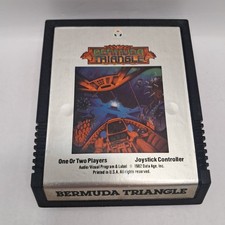 BERMUDA
TRIANGLE
One Or Two Players
Joystick Controller
Audio Visual Program & Label © 1982 Data Age, Inc.
Printed in U.S.A. All rights reserved.
BERMUDA TRIANGLE